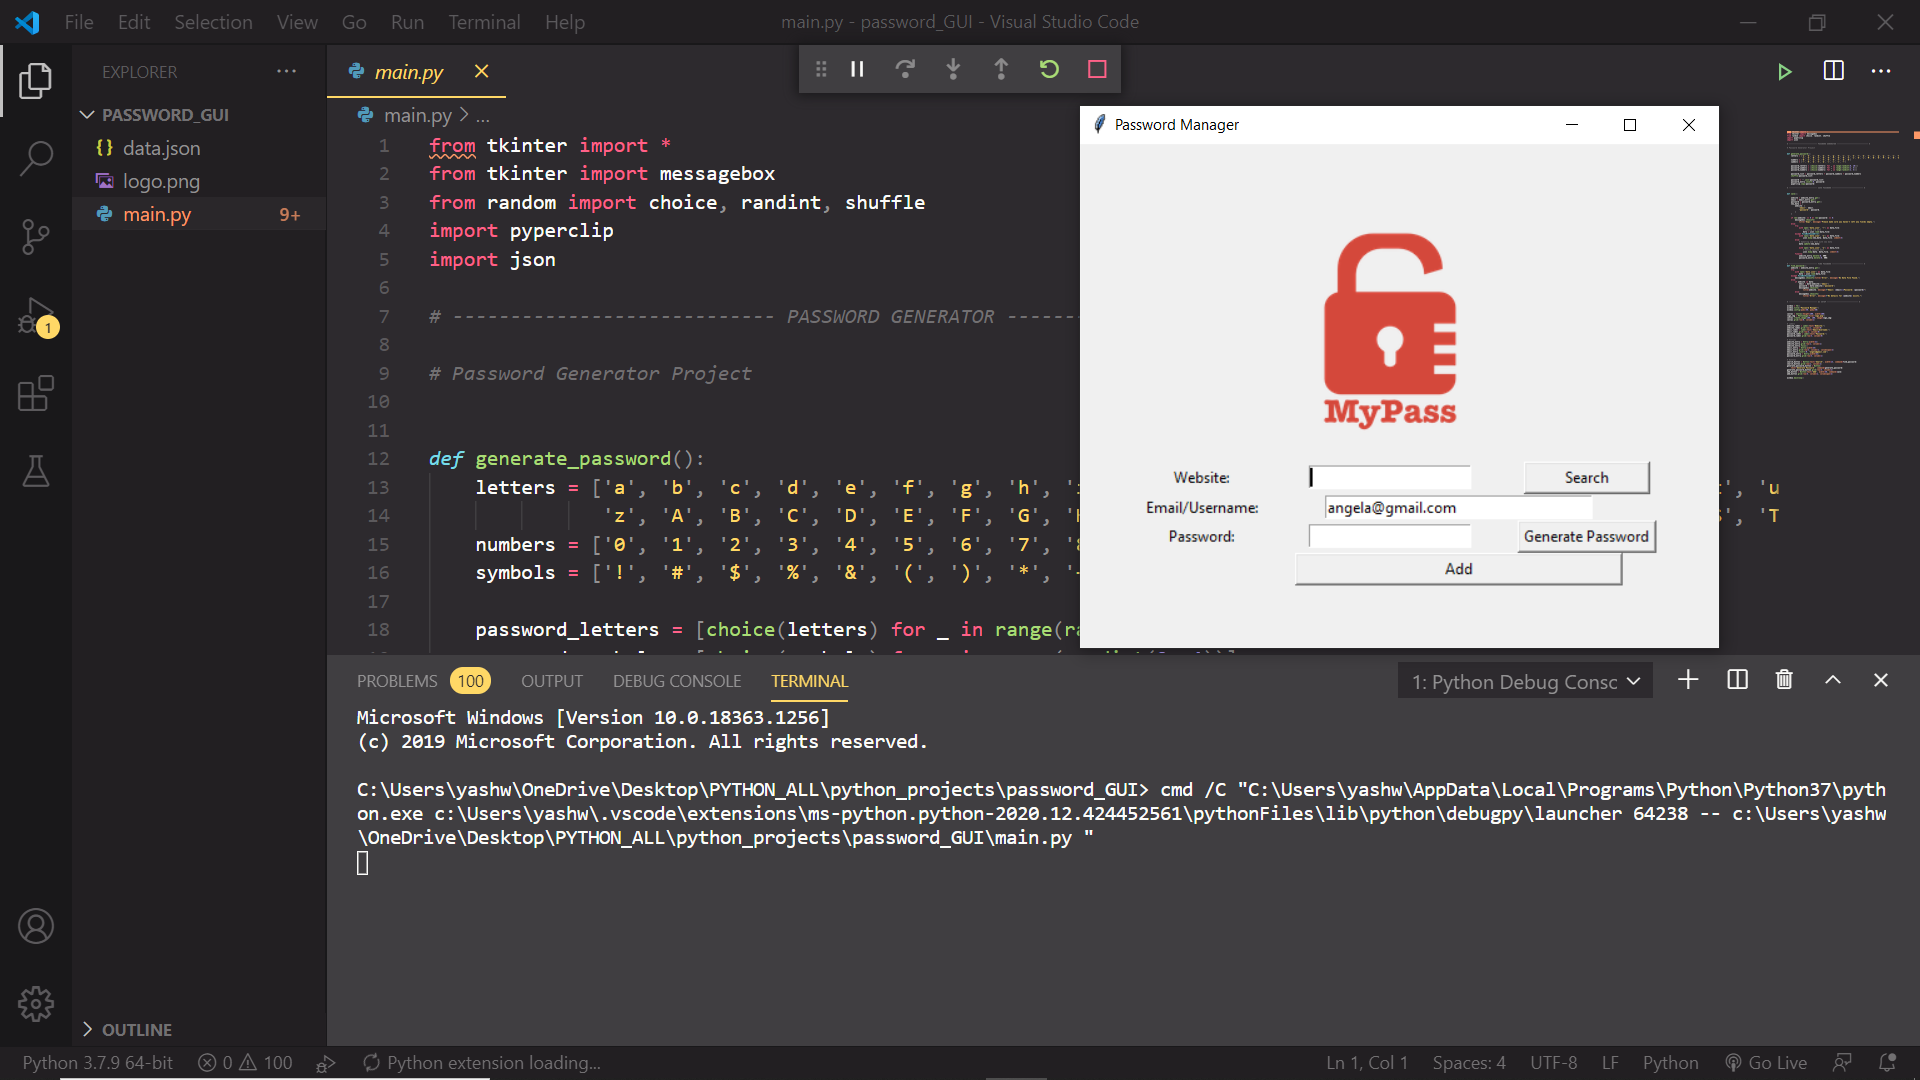 File Edit Selection View Go Run Terminal Help
main.py - password_GUI - Visual Studio Code
EXPLORER
PASSWORD_GUI
data.json
logo.png
main.py 9+
1
OUTLINE
main.py
main.py > ...
1 from tkinter import *
2 from tkinter import messagebox
3 from random import choice, randint, shuffle
4 import pyperclip
5 import json
6
7 # ---------------------------- PASSWORD GENERATOR -------
8
9 # Password Generator Project
10
11
12 def generate_password():
13 letters = ['a', 'b', 'c', 'd', 'e', 'f', 'g', 'h', ', 'u
14 'z', 'A', 'B', 'C', 'D', 'E', 'F', 'G', ', 'T
15 numbers = ['0', '1', '2', '3', '4', '5', '6', '7',
16 symbols = ['!', '#', '$', '%', '&', '(', ')', '*',
17
18 password_letters = [choice(letters) for _ in range(
Password Manager
MyPass
Website: Search
Email/Username: angela@gmail.com
Password: Generate Password
Add
PROBLEMS 100 OUTPUT DEBUG CONSOLE TERMINAL
1: Python Debug Consc
Microsoft Windows [Version 10.0.18363.1256]
(c) 2019 Microsoft Corporation. All rights reserved.
C:\Users\yashw\OneDrive\Desktop\PYTHON_ALL\python_projects\password_GUI> cmd /C "C:\Users\yashw\AppData\Local\Programs\Python\Python37\pyth
on.exe c:\Users\yashw\.vscode\extensions\ms-python.python-2020.12.424452561\pythonFiles\lib\python\debugpy\launcher 64238 -- c:\Users\yashw
\OneDrive\Desktop\PYTHON_ALL\python_projects\password_GUI\main.py "
Python 3.7.9 64-bit 0 100 Python extension loading...
Ln 1, Col 1 Spaces: 4 UTF-8 LF Python Go Live